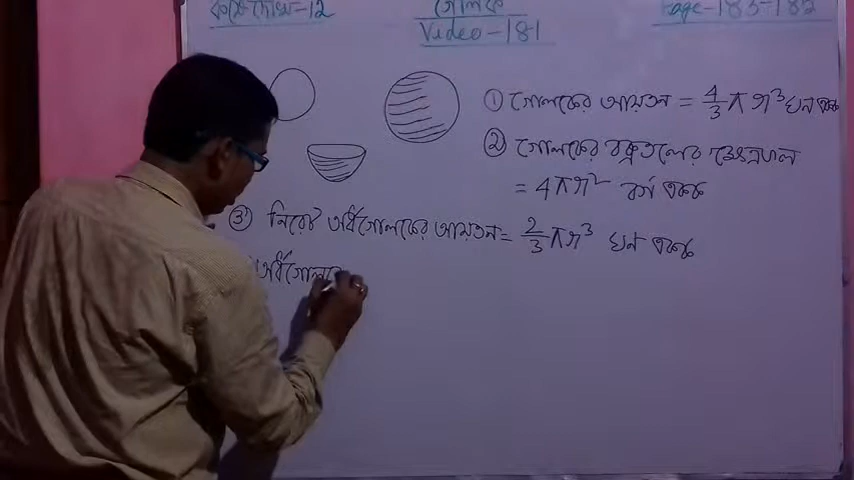 কষে দেখি-12
গোলক
Video-181
Page-183-182
① গোলকের আয়তন = 4/3 π r³ ঘন একক
② গোলকের বক্রতলের ক্ষেত্রফল
= 4πr² বর্গ একক
③ নিরেট অর্ধগোলকের আয়তন = 2/3 πr³ ঘন একক
অর্ধগোলকে